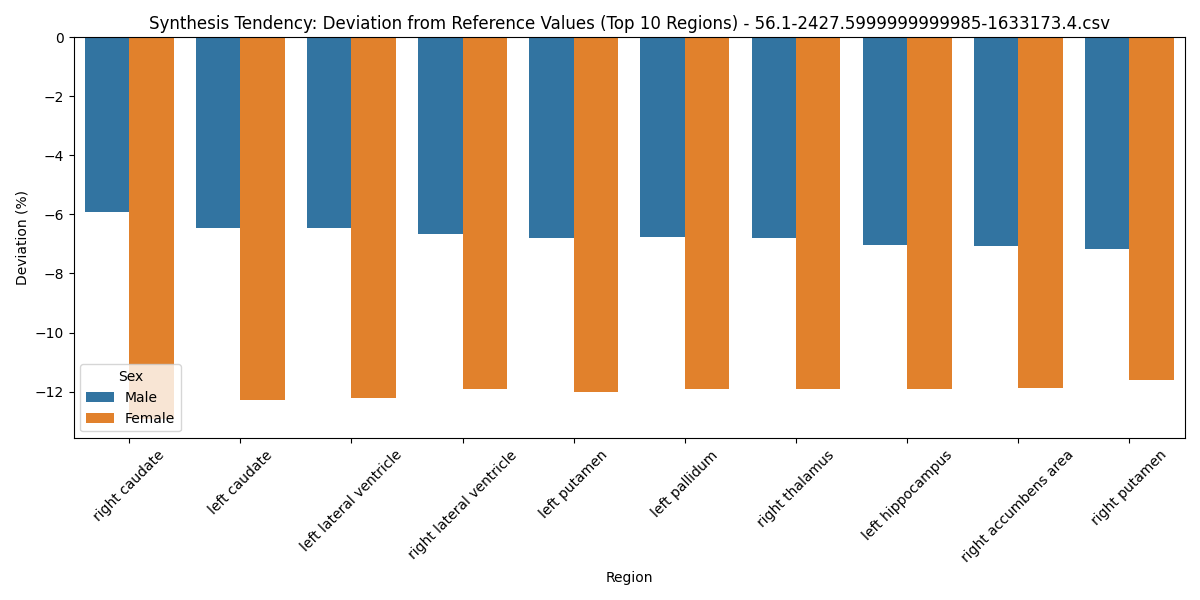 Synthesis Tendency: Deviation from Reference Values (Top 10 Regions) - 56.1-2427.5999999999985-1633173.4.csv
0
−2
−4
−6
−8
−10
−12
Deviation (%)
Sex
Male
Female
right caudate
left caudate
left lateral ventricle
right lateral ventricle
left putamen
left pallidum
right thalamus
left hippocampus
right accumbens area
right putamen
Region